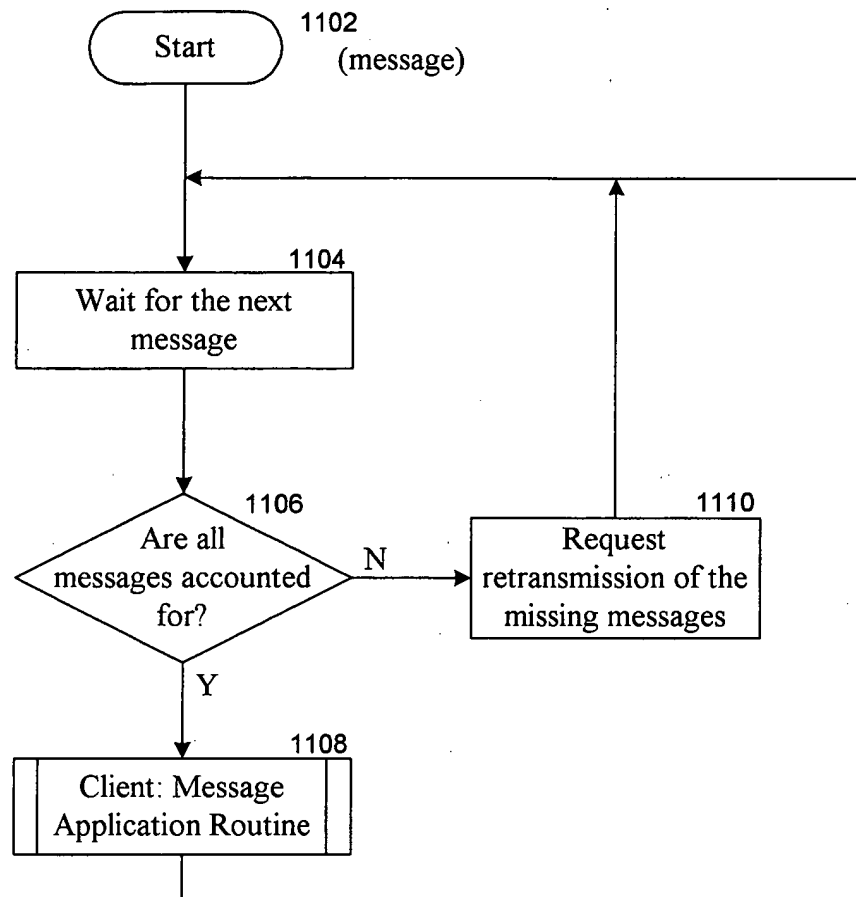 1102
Start
(message)
1104
Wait for the next
message
1106
Are all
messages accounted
for?
N
1110
Request
retransmission of the
missing messages
Y
1108
Client: Message
Application Routine